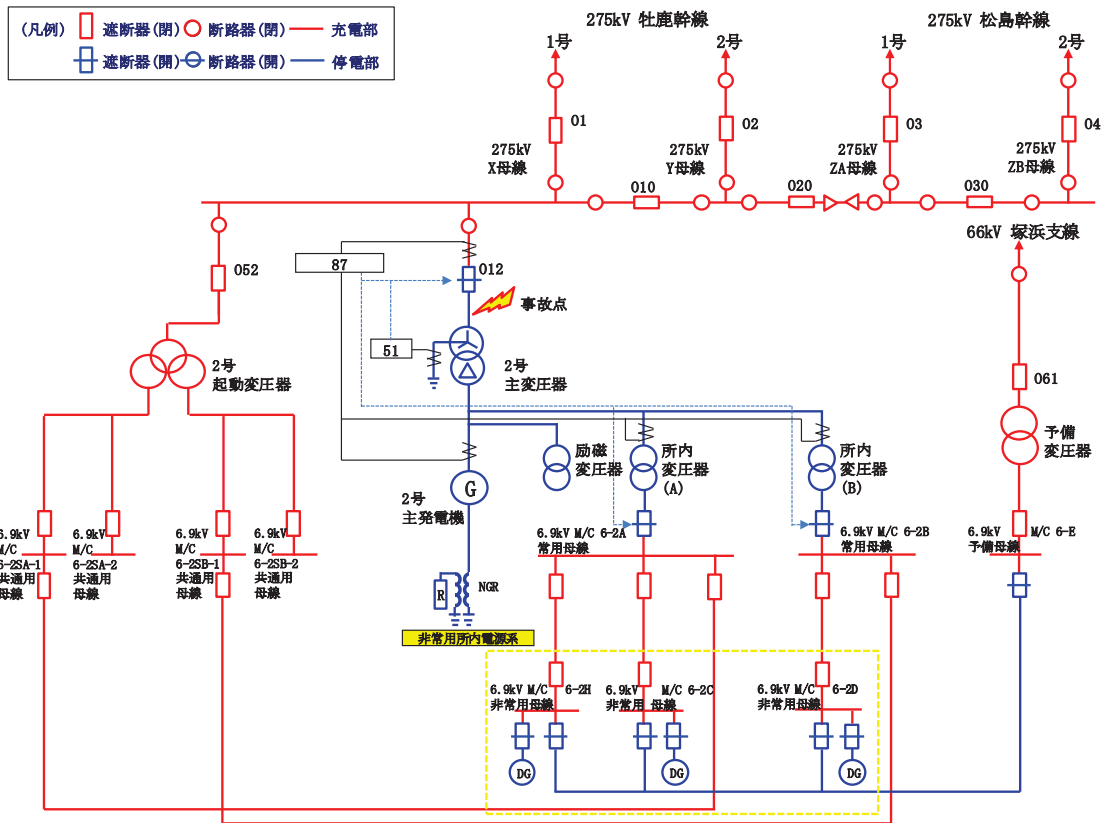 (凡例) 遮断器(閉) 断路器(閉) 充電部
遮断器(開) 断路器(開) 停電部
275kV 牡鹿幹線
275kV 松島幹線
1号
2号
1号
2号
01
02
03
04
275kV
X母線
275kV
Y母線
275kV
ZA母線
275kV
ZB母線
010
020
030
66kV 塚浜支線
052
87
012
事故点
51
2号
起動変圧器
2号
主変圧器
061
予備
変圧器
励磁
変圧器
所内
変圧器
(A)
所内
変圧器
(B)
G
2号
主発電機
6.9kV
M/C
6-2SA-1
共通用
母線
6.9kV
M/C
6-2SA-2
共通用
母線
6.9kV
M/C
6-2SB-1
共通用
母線
6.9kV
M/C
6-2SB-2
共通用
母線
6.9kV M/C 6-2A
常用母線
6.9kV M/C 6-2B
常用母線
6.9kV M/C 6-E
予備母線
R
NGR
非常用所内電源系
6.9kV M/C 6-2H
非常用母線
6.9kV M/C 6-2C
非常用 母線
6.9kV M/C 6-2D
非常用母線
DG
DG
DG